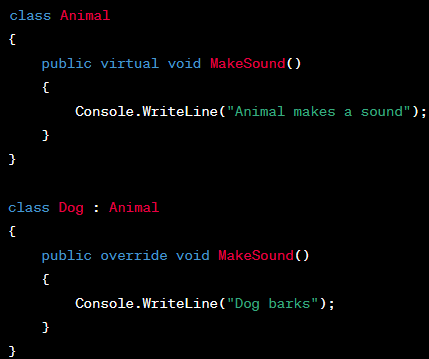 class Animal
{
    public virtual void MakeSound()
    {
        Console.WriteLine("Animal makes a sound");
    }
}

class Dog : Animal
{
    public override void MakeSound()
    {
        Console.WriteLine("Dog barks");
    }
}